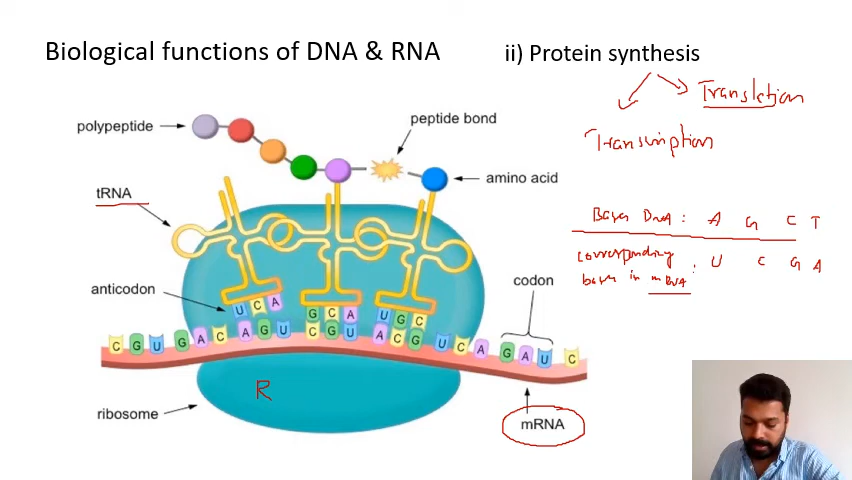 Biological functions of DNA & RNA
ii) Protein synthesis
Translation
Transcription
polypeptide
peptide bond
amino acid
tRNA
Bases DNA : A G C T
corresponding
bases in mRNA : U C G A
anticodon
codon
U C A G C A U G C
C G U G A C A G U C G U A C G U C A G A U C
R
ribosome
mRNA